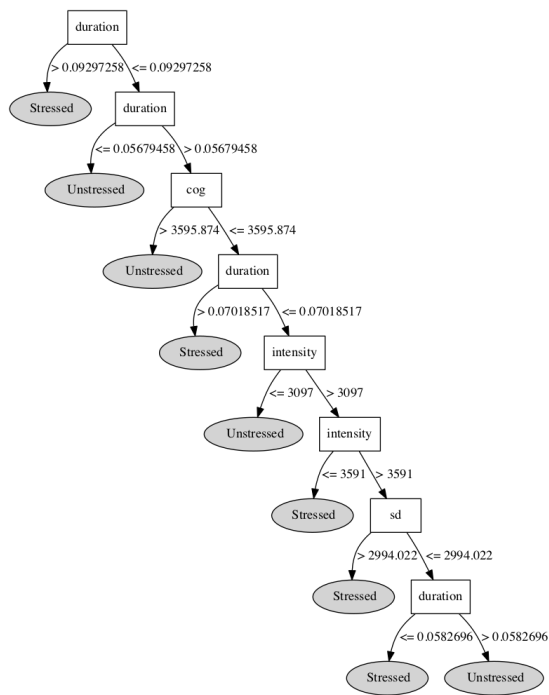 duration
> 0.09297258 <= 0.09297258
Stressed duration
<= 0.05679458 > 0.05679458
Unstressed cog
> 3595.874 <= 3595.874
Unstressed duration
> 0.07018517 <= 0.07018517
Stressed intensity
<= 3097 > 3097
Unstressed intensity
<= 3591 > 3591
Stressed sd
> 2994.022 <= 2994.022
Stressed duration
<= 0.0582696 > 0.0582696
Stressed Unstressed